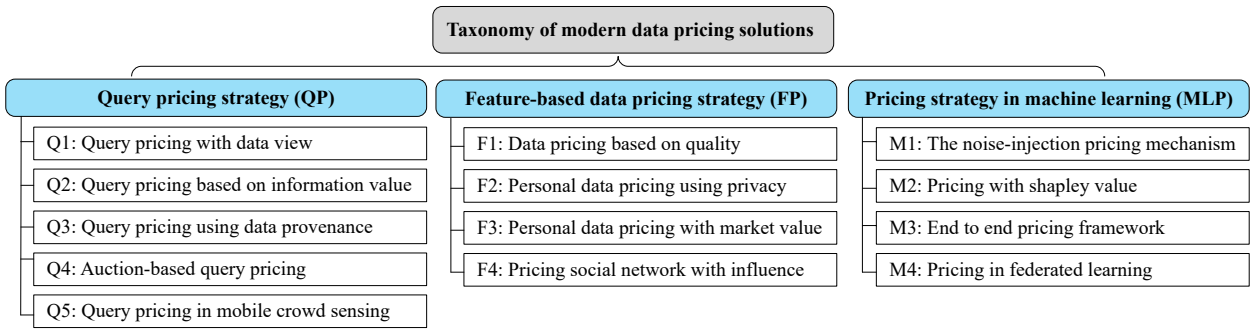 Taxonomy of modern data pricing solutions
Query pricing strategy (QP)
Q1: Query pricing with data view
Q2: Query pricing based on information value
Q3: Query pricing using data provenance
Q4: Auction-based query pricing
Q5: Query pricing in mobile crowd sensing
Feature-based data pricing strategy (FP)
F1: Data pricing based on quality
F2: Personal data pricing using privacy
F3: Personal data pricing with market value
F4: Pricing social network with influence
Pricing strategy in machine learning (MLP)
M1: The noise-injection pricing mechanism
M2: Pricing with shapley value
M3: End to end pricing framework
M4: Pricing in federated learning